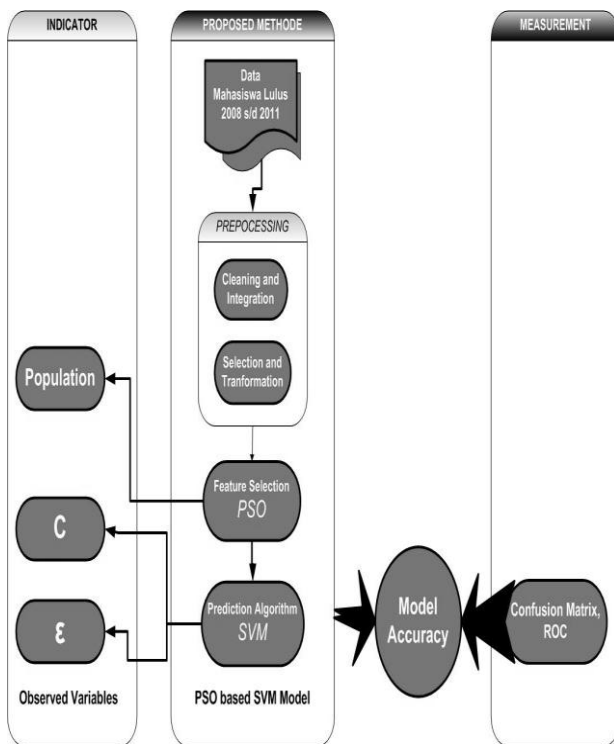 INDICATOR
PROPOSED METHODE
MEASUREMENT
Data
Mahasiswa Lulus
2008 s/d 2011
PREPOCESSING
Cleaning and
Integration
Selection and
Tranformation
Population
Feature Selection
PSO
C
Prediction Algorithm
SVM
ε
Model
Accuracy
Confusion Matrix,
ROC
Observed Variables
PSO based SVM Model